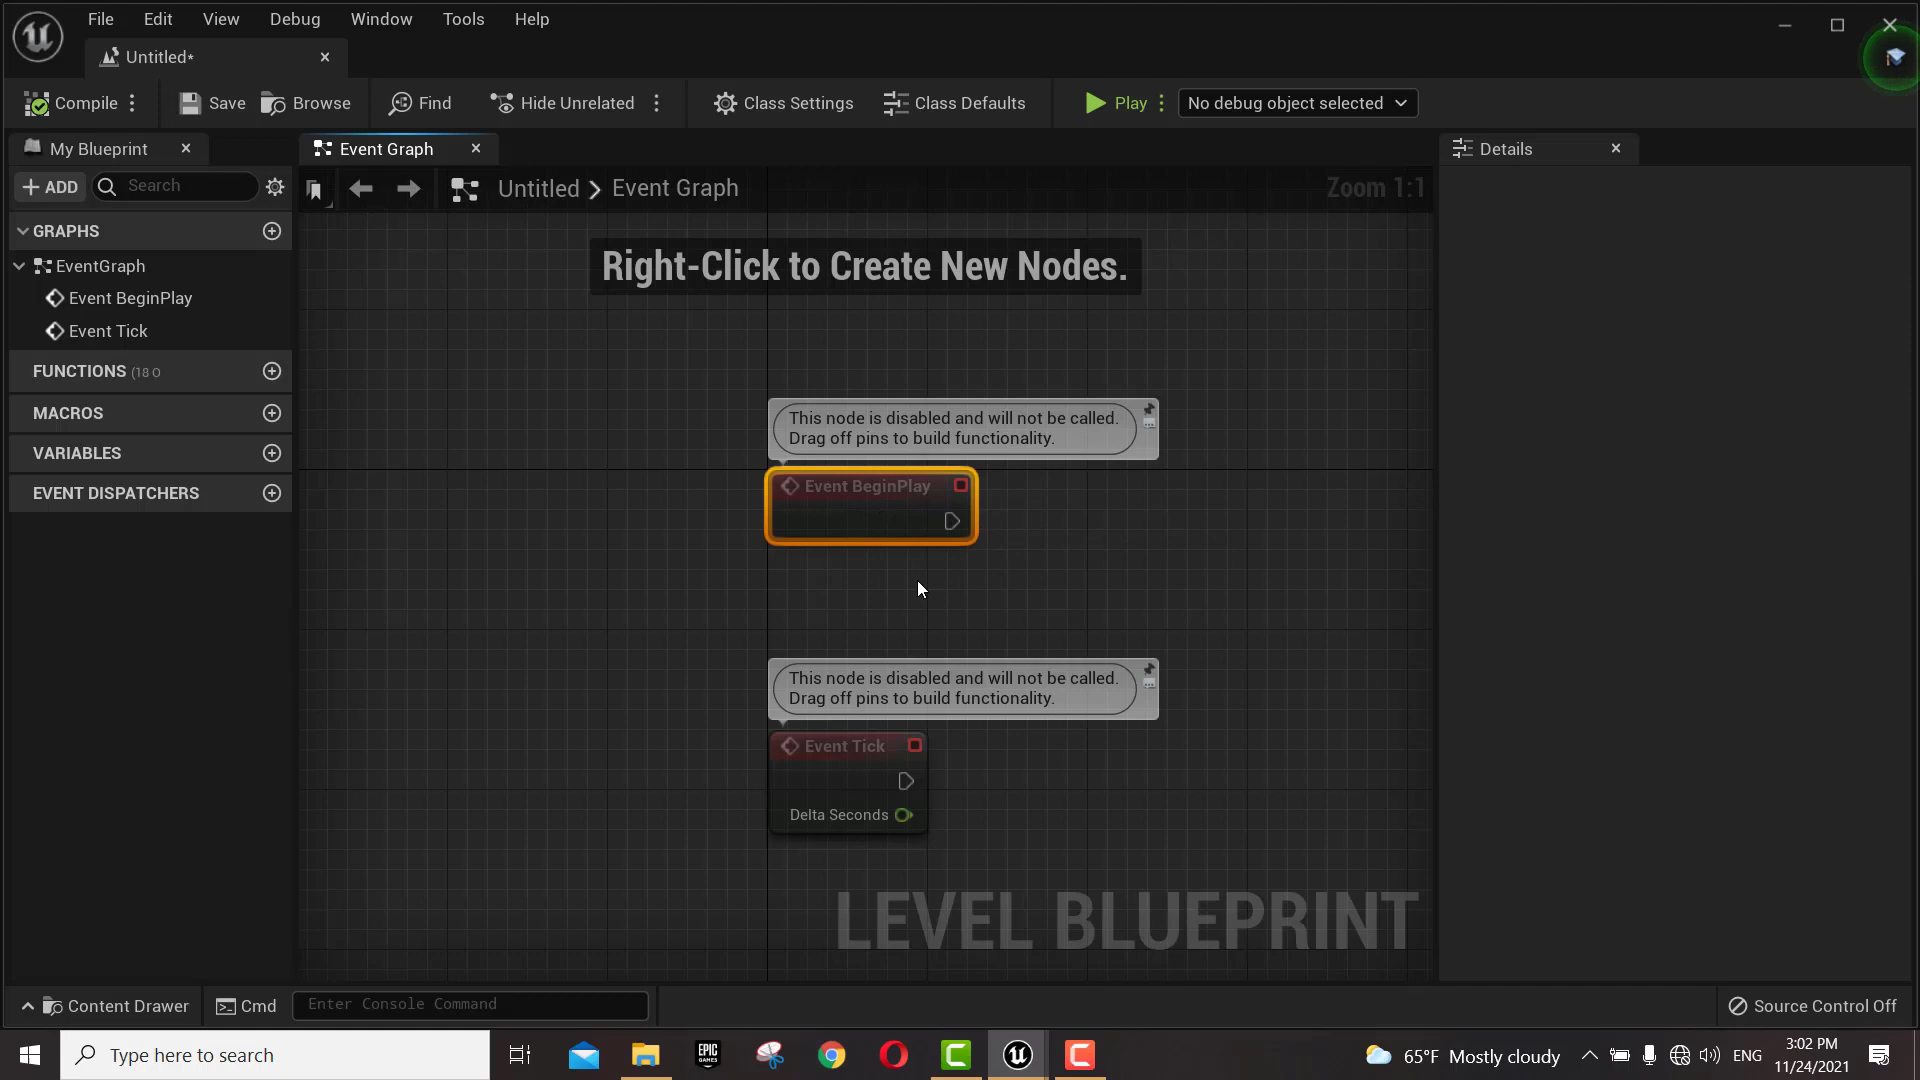 File Edit View Debug Window Tools Help
Untitled*
Compile Save Browse Find Hide Unrelated Class Settings Class Defaults Play No debug object selected
My Blueprint Event Graph Details
+ ADD Search Untitled > Event Graph Zoom 1:1
GRAPHS
EventGraph
Event BeginPlay
Event Tick
FUNCTIONS (18 O
MACROS
VARIABLES
EVENT DISPATCHERS
Right-Click to Create New Nodes.
This node is disabled and will not be called.
Drag off pins to build functionality.
Event BeginPlay
This node is disabled and will not be called.
Drag off pins to build functionality.
Event Tick
Delta Seconds
LEVEL BLUEPRINT
Content Drawer Cmd Enter Console Command Source Control Off
Type here to search EPIC GAMES 65°F Mostly cloudy ENG 3:02 PM
11/24/2021